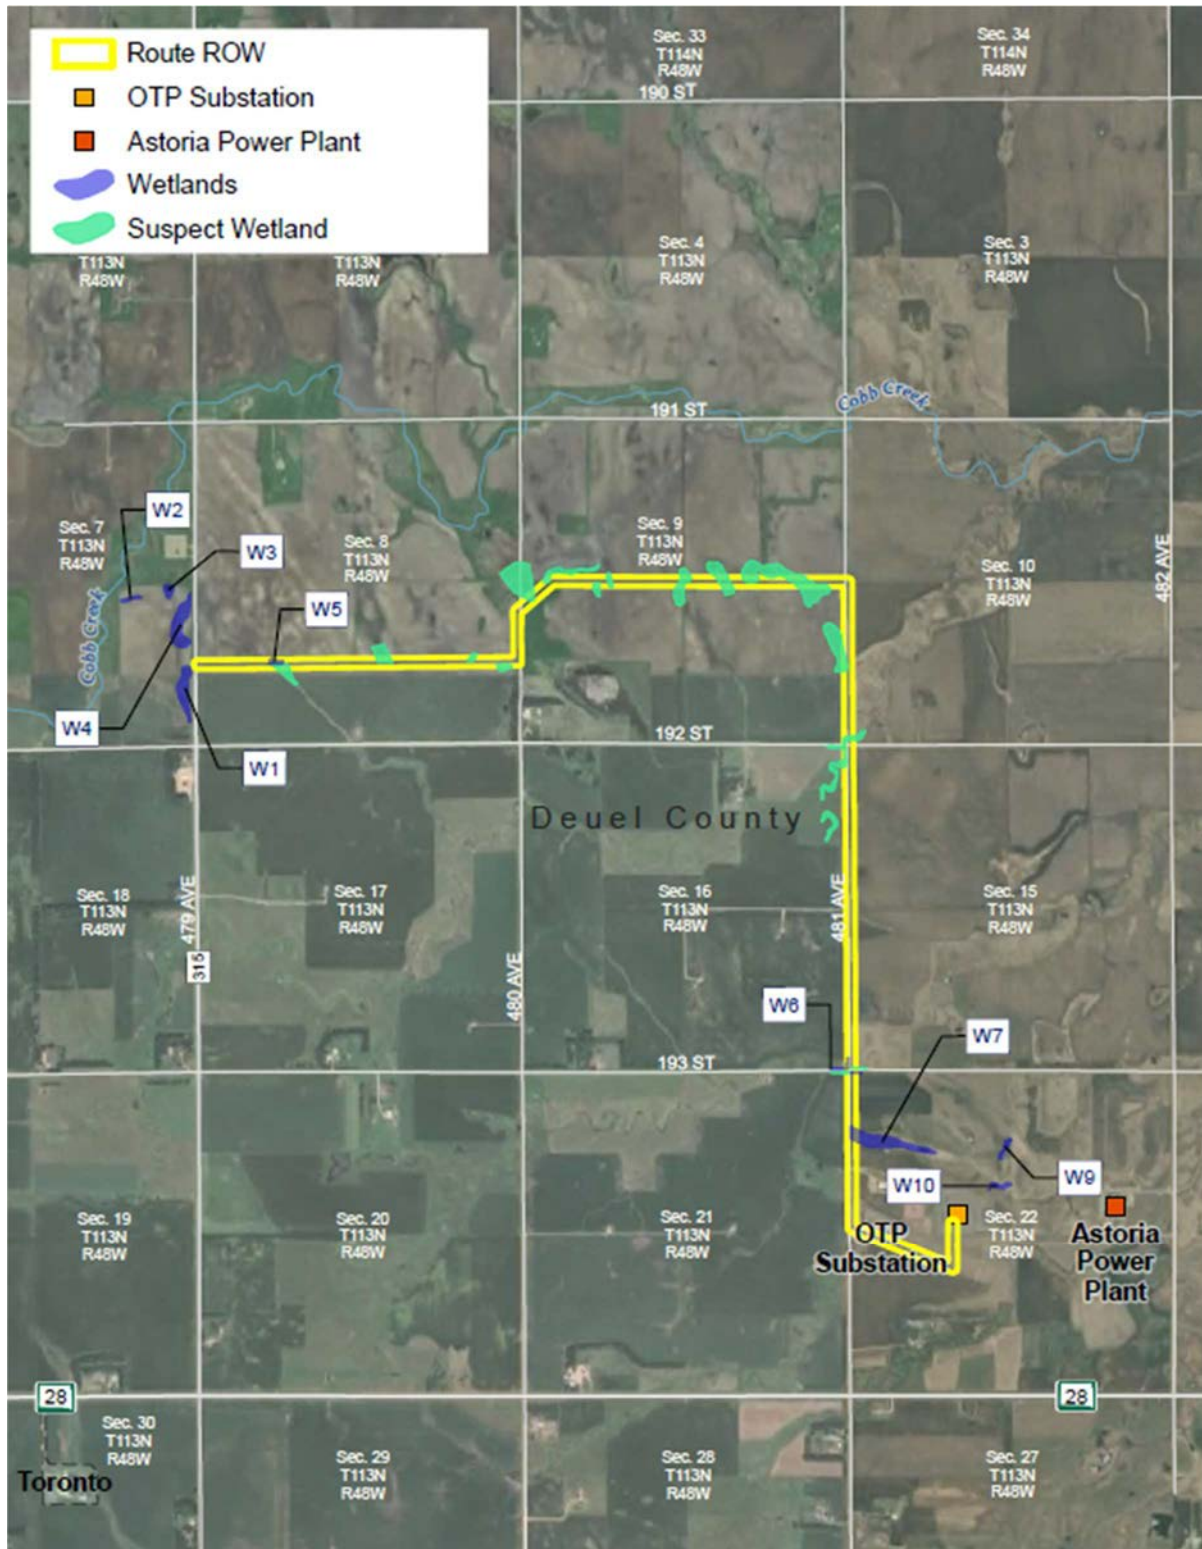 Route ROW
OTP Substation
Astoria Power Plant
Wetlands
Suspect Wetland
Sec. 33
T114N
R48W
Sec. 34
T114N
R48W
190 ST
T113N
R48W
T113N
R48W
Sec. 4
T113N
R48W
Sec. 3
T113N
R48W
191 ST
Cobb Creek
W2
Sec. 7
T113N
R48W
W3
Sec. 8
T113N
R48W
Sec. 9
T113N
R48W
Sec. 10
T113N
R48W
482 AVE
W5
Cobb Creek
W4
W1
192 ST
Deuel County
Sec. 18
T113N
R48W
479 AVE
315
Sec. 17
T113N
R48W
480 AVE
Sec. 16
T113N
R48W
481 AVE
Sec. 15
T113N
R48W
W6
W7
193 ST
W10
W9
Sec. 19
T113N
R48W
Sec. 20
T113N
R48W
Sec. 21
T113N
R48W
OTP
Substation
Sec. 22
T113N
R48W
Astoria
Power
Plant
28
28
Sec. 30
T113N
R48W
Toronto
Sec. 29
T113N
R48W
Sec. 28
T113N
R48W
Sec. 27
T113N
R48W